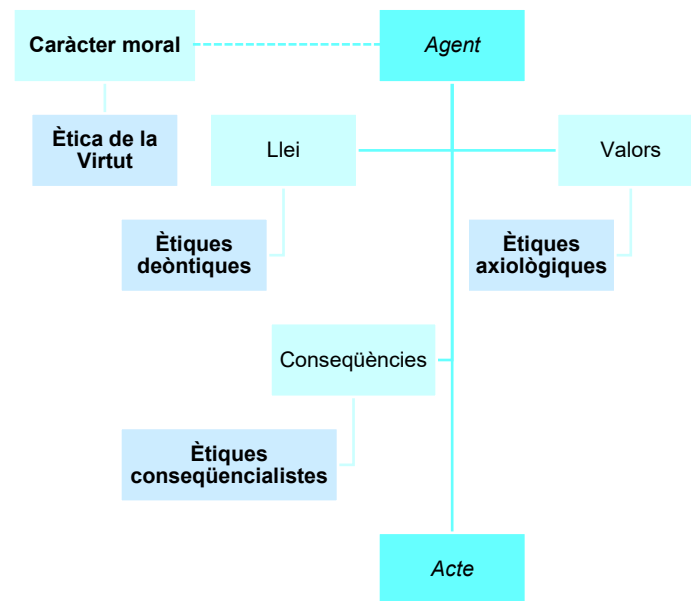 Caràcter moral
Agent
Ètica de la
Virtut
Llei
Valors
Ètiques
deòntiques
Ètiques
axiològiques
Conseqüències
Ètiques
conseqüencialistes
Acte